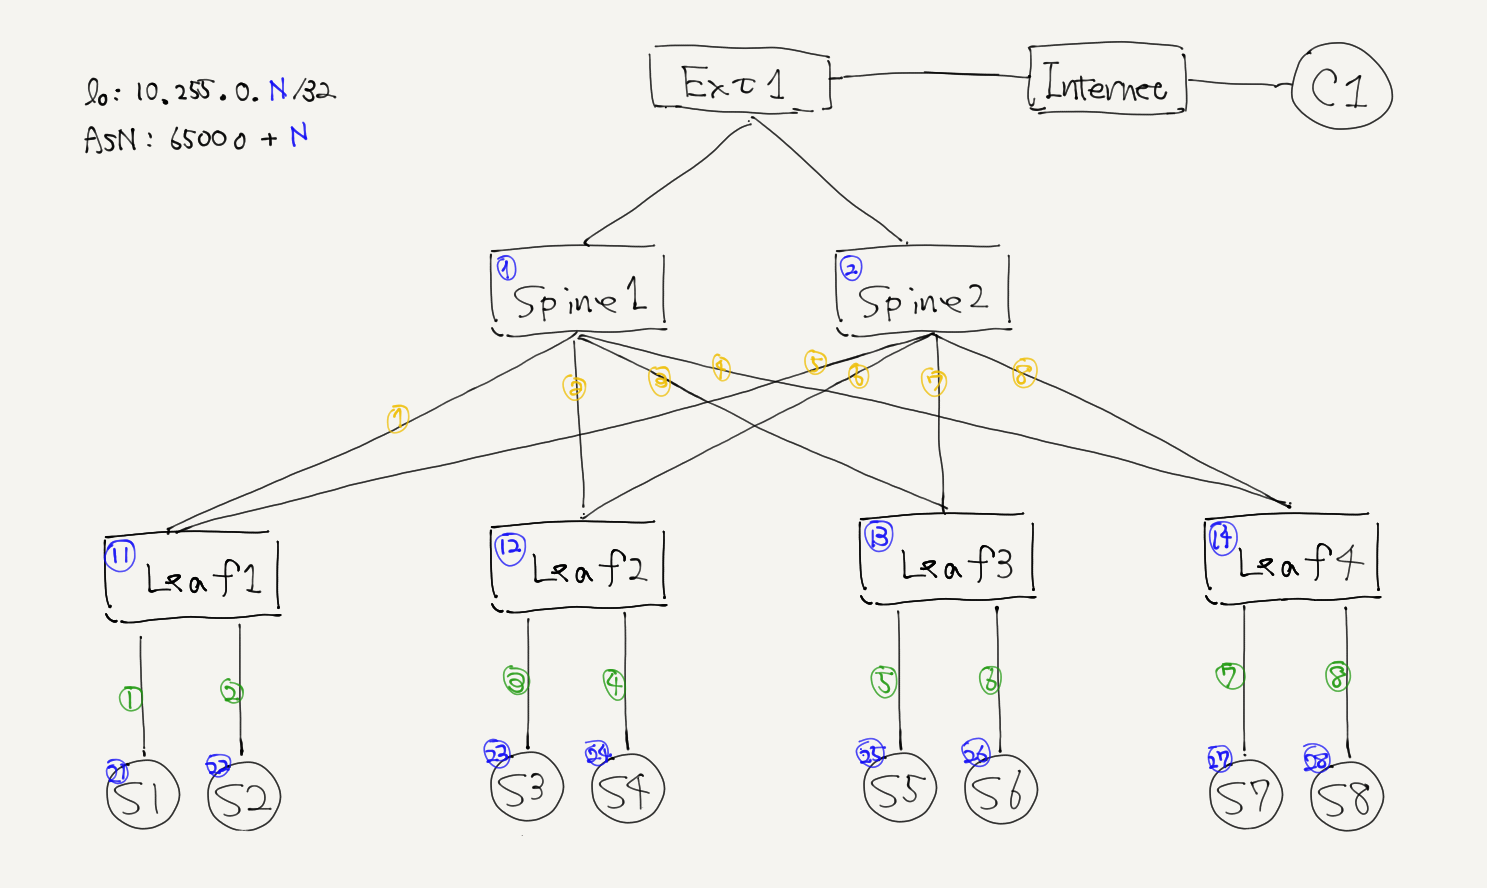 lo: 10.255.0.N/32
ASN: 65000 + N
Ext1
Internet
C1
1
Spine1
2
Spine2
1
2
3
4
5
6
7
8
11
Leaf1
12
Leaf2
13
Leaf3
14
Leaf4
1
2
3
4
5
6
7
8
21
S1
22
S2
23
S3
24
S4
25
S5
26
S6
27
S7
28
S8